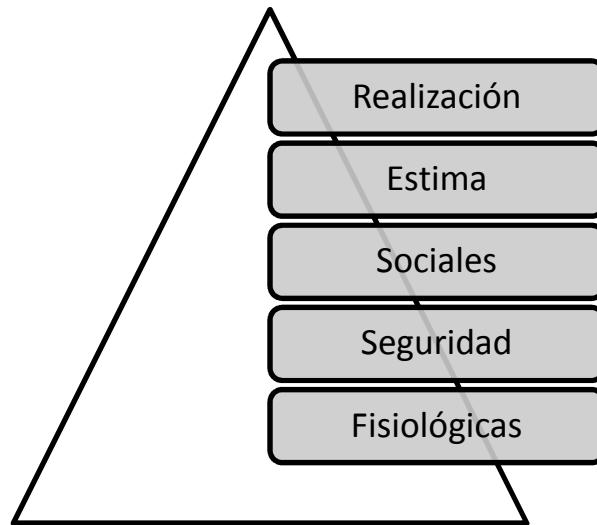 Realización
Estima
Sociales
Seguridad
Fisiológicas